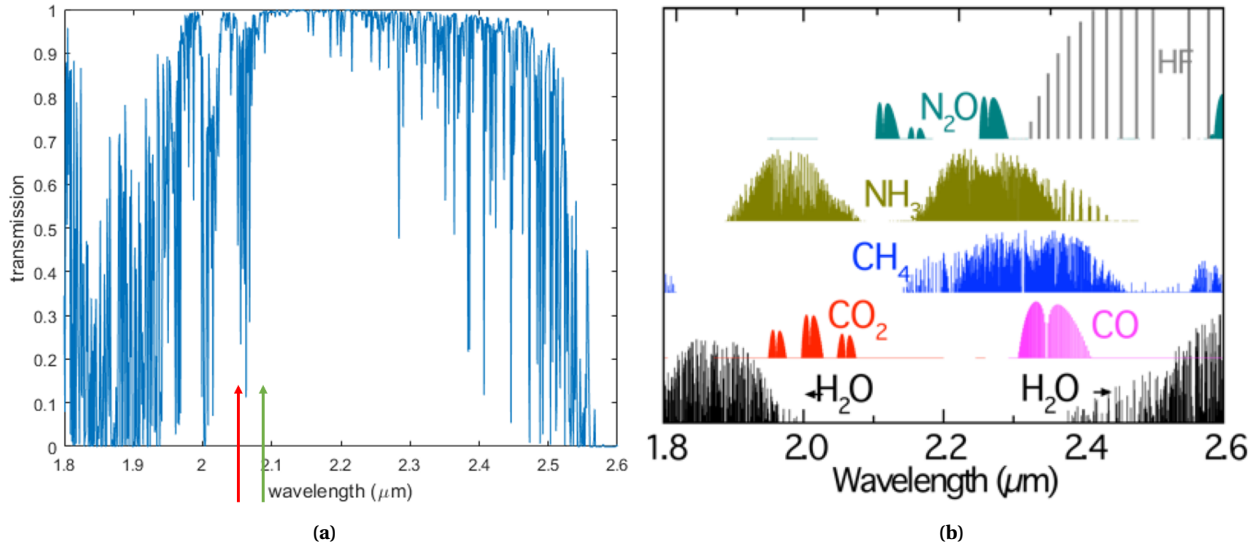 1
0.9
0.8
0.7
0.6
0.5
0.4
0.3
0.2
0.1
0
transmission
1.8 1.9 2 2.1 2.2 2.3 2.4 2.5 2.6
wavelength (μm)
(a)
HF
N₂O
NH₃
CH₄
CO₂ CO
H₂O H₂O
1.8 2.0 2.2 2.4 2.6
Wavelength (μm)
(b)